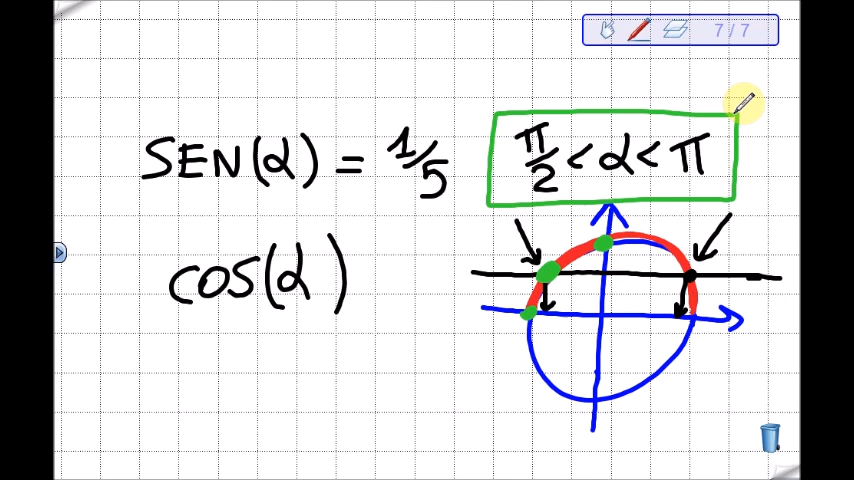 7/7
SEN(α) = 1/5
π/2 < α < π
COS(α)